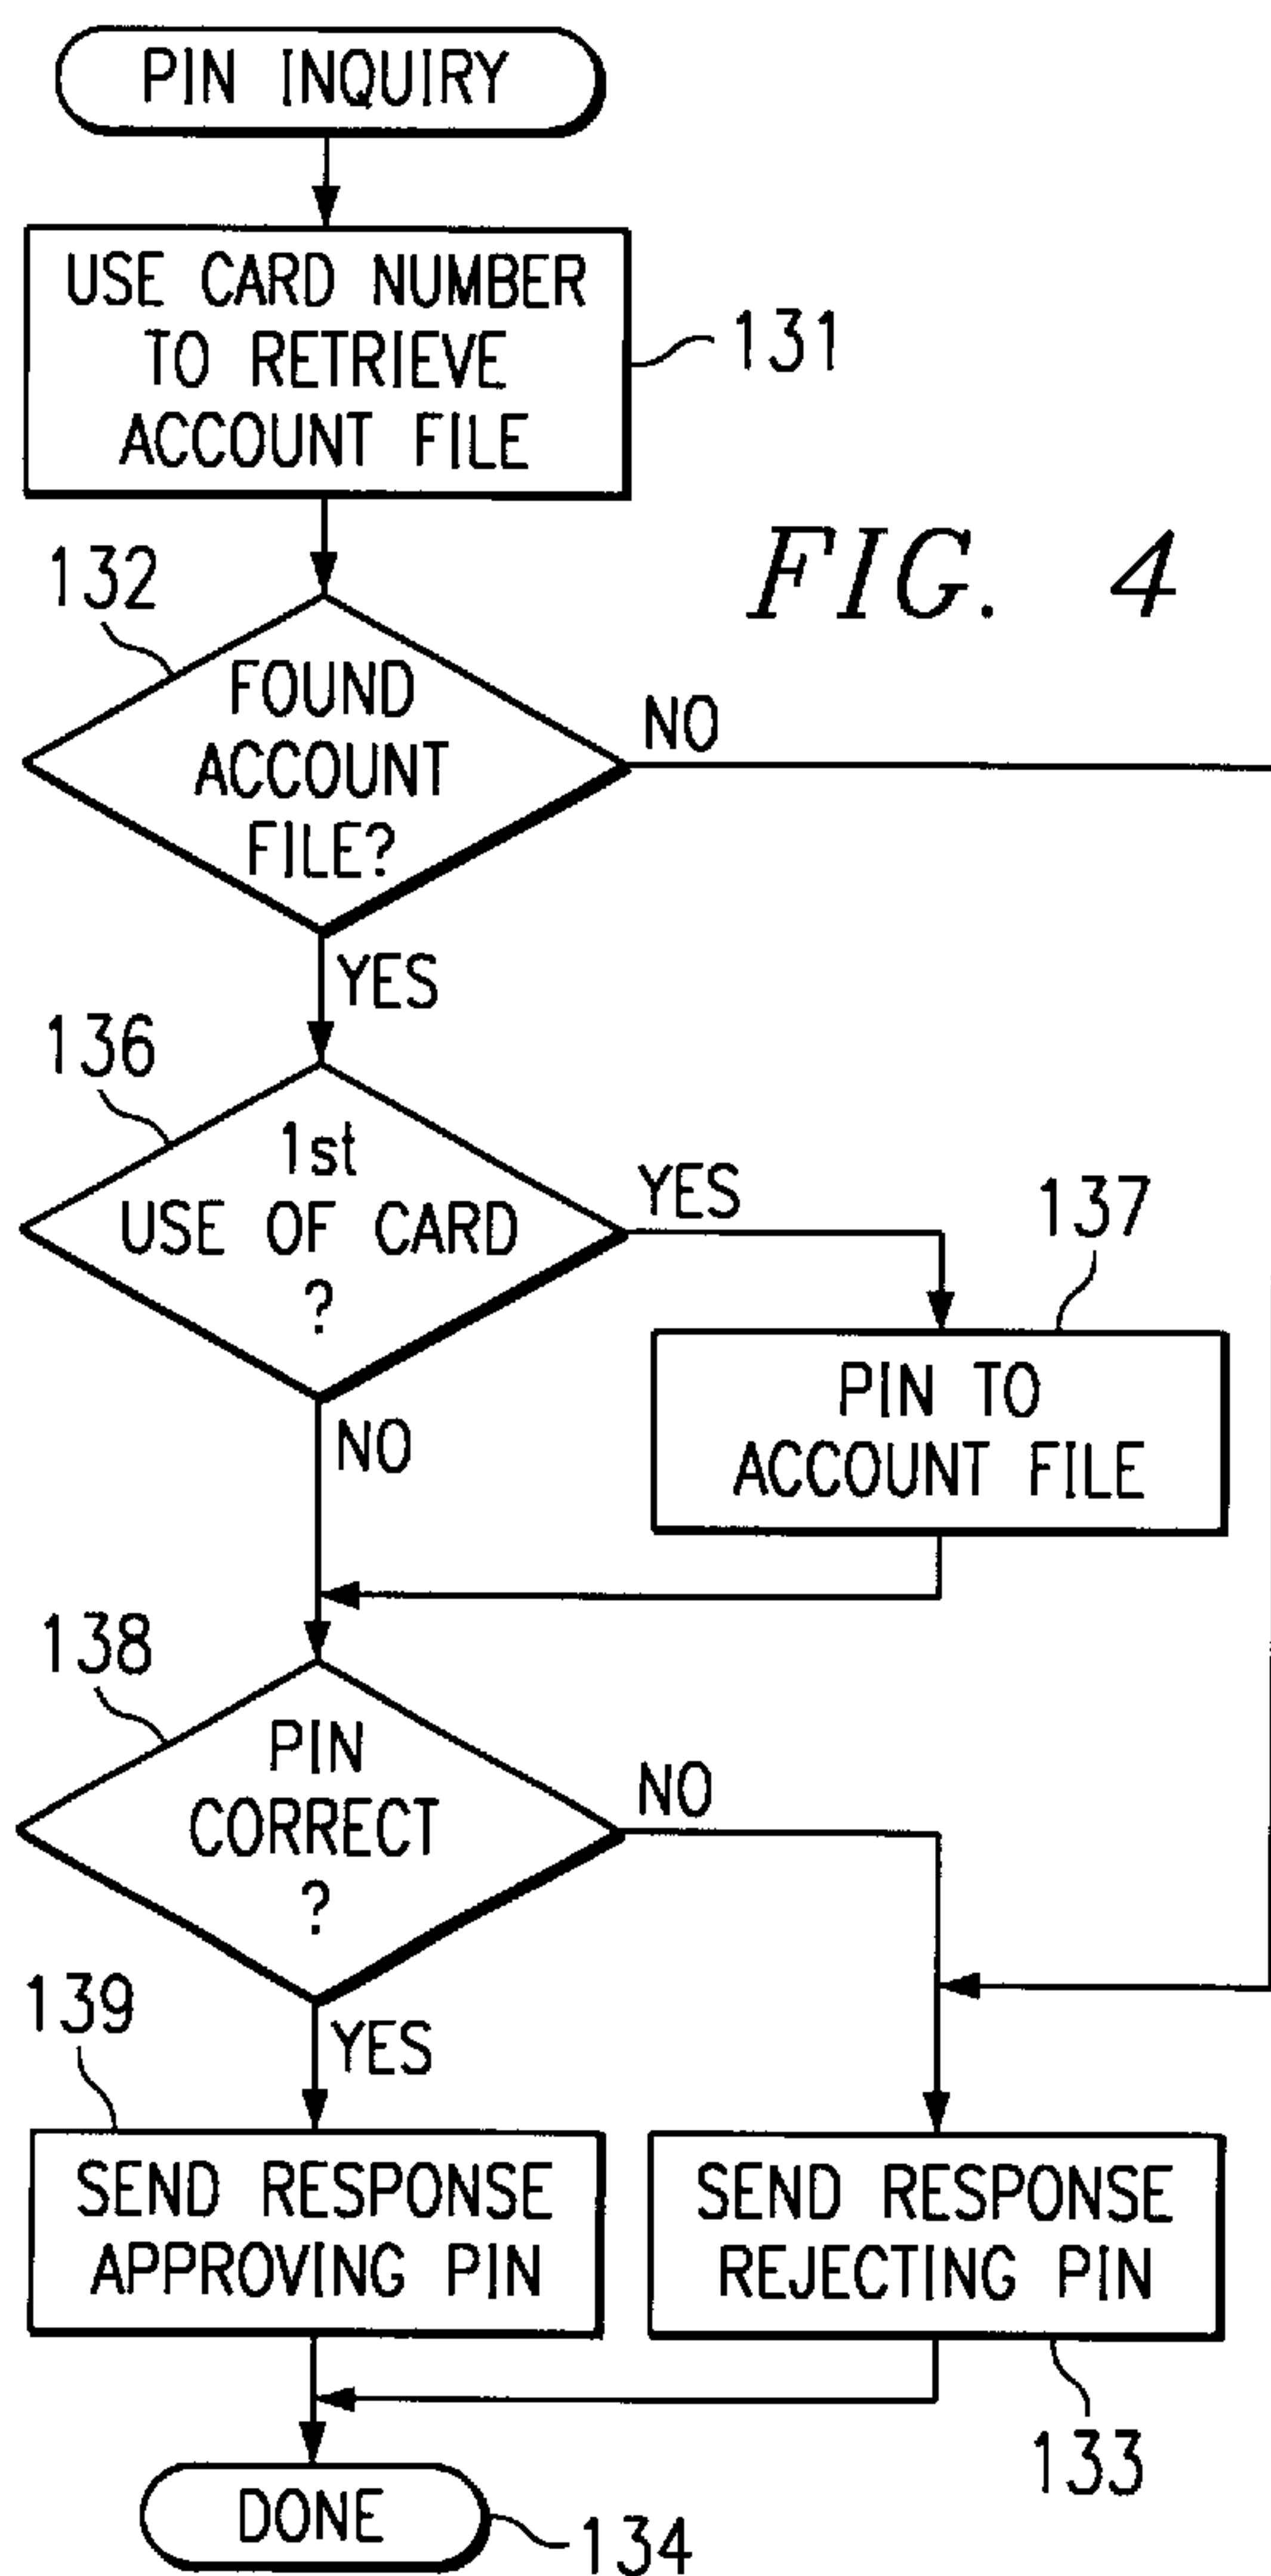 PIN INQUIRY
USE CARD NUMBER
TO RETRIEVE
ACCOUNT FILE
131
FIG. 4
132
FOUND
ACCOUNT
FILE?
NO
YES
136
1st
USE OF CARD
?
YES
137
PIN TO
ACCOUNT FILE
NO
138
PIN
CORRECT
?
NO
139
YES
SEND RESPONSE
APPROVING PIN
SEND RESPONSE
REJECTING PIN
133
DONE
134